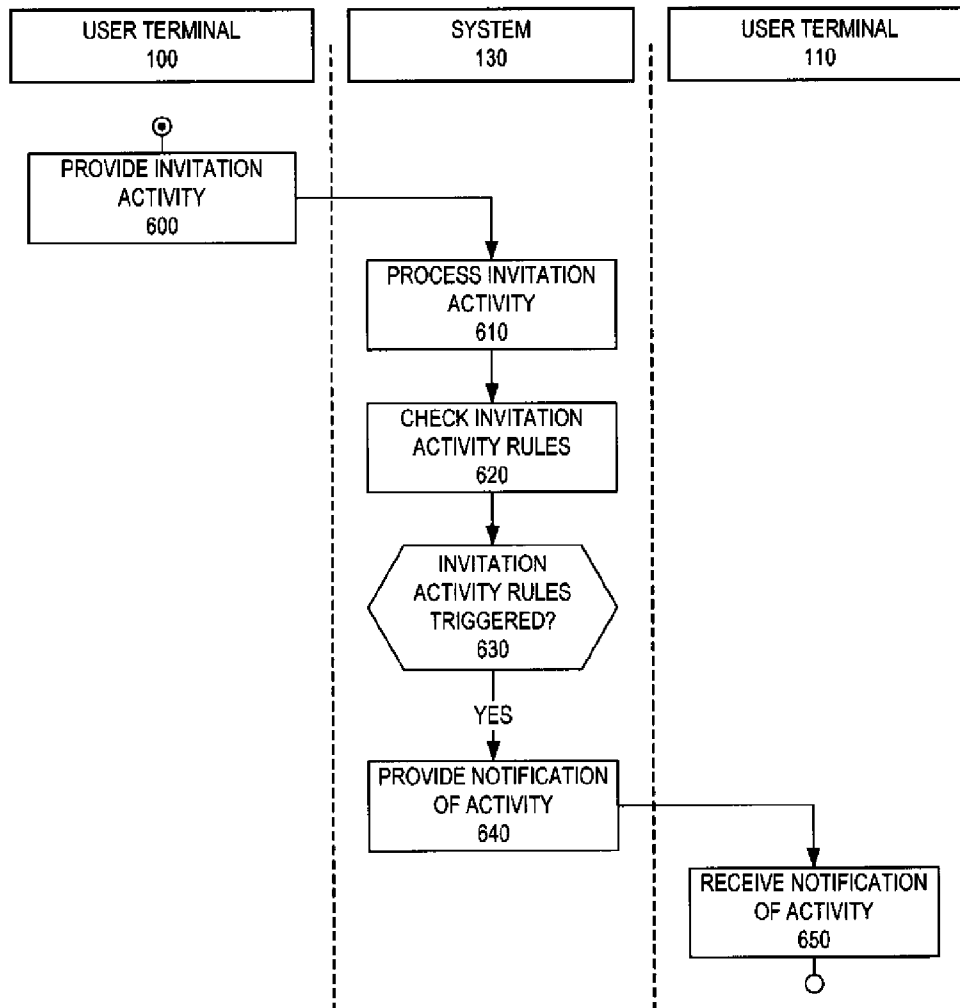 USER TERMINAL
100
SYSTEM
130
USER TERMINAL
110
PROVIDE INVITATION
ACTIVITY
600
PROCESS INVITATION
ACTIVITY
610
CHECK INVITATION
ACTIVITY RULES
620
INVITATION
ACTIVITY RULES
TRIGGERED?
630
YES
PROVIDE NOTIFICATION
OF ACTIVITY
640
RECEIVE NOTIFICATION
OF ACTIVITY
650